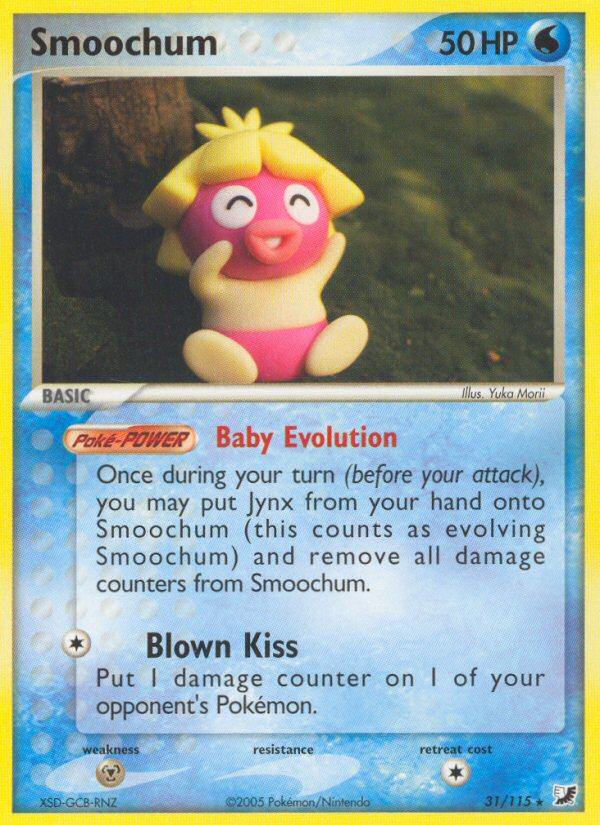 Smoochum 50 HP
BASIC
Illus. Yuka Morii
Poké-POWER Baby Evolution
Once during your turn (before your attack),
you may put Jynx from your hand onto
Smoochum (this counts as evolving
Smoochum) and remove all damage
counters from Smoochum.
Blown Kiss
Put 1 damage counter on 1 of your
opponent's Pokémon.
weakness resistance retreat cost
XSD-GCB-RNZ ©2005 Pokémon/Nintendo 31/115 ★